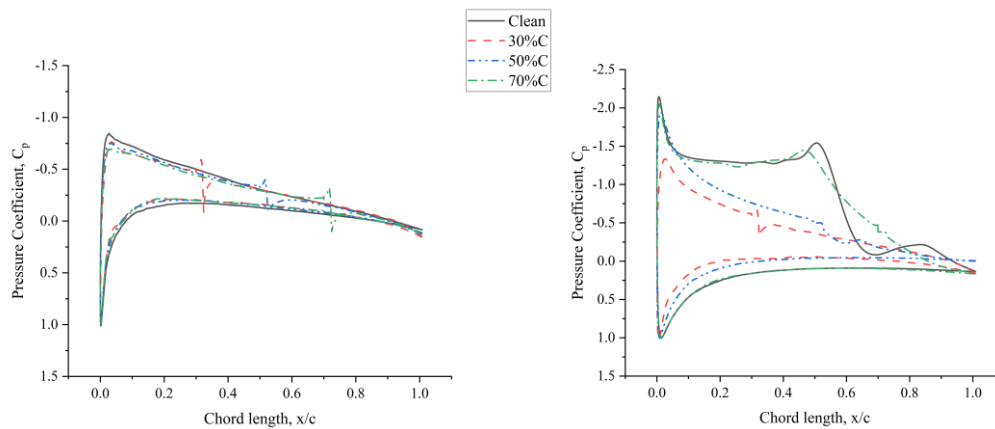 Clean
30%C
50%C
70%C
-1.5
-1.0
-0.5
0.0
0.5
1.0
1.5
Pressure Coefficient, Cp
0.0 0.2 0.4 0.6 0.8 1.0
Chord length, x/c
-2.5
-2.0
-1.5
-1.0
-0.5
0.0
0.5
1.0
1.5
Pressure Coefficient, Cp
0.0 0.2 0.4 0.6 0.8 1.0
Chord length, x/c